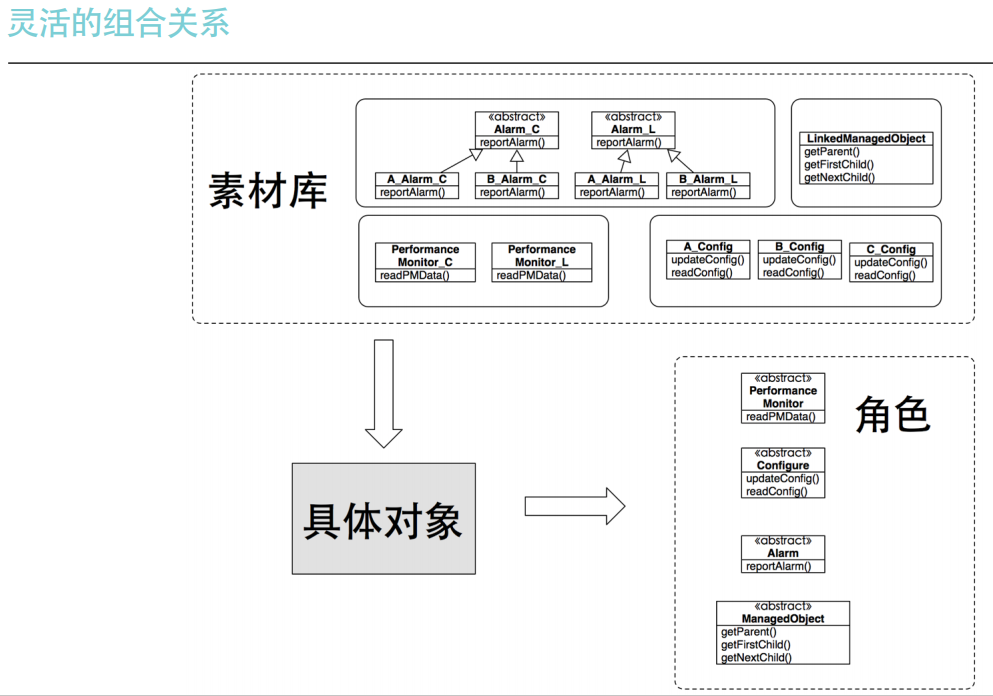 灵活的组合关系
素材库
«abstract»
Alarm_C
reportAlarm()
«abstract»
Alarm_L
reportAlarm()
A_Alarm_C
reportAlarm()
B_Alarm_C
reportAlarm()
A_Alarm_L
reportAlarm()
B_Alarm_L
reportAlarm()
LinkedManagedObject
getParent()
getFirstChild()
getNextChild()
Performance
Monitor_C
readPMData()
Performance
Monitor_L
readPMData()
A_Config
updateConfig()
readConfig()
B_Config
updateConfig()
readConfig()
C_Config
updateConfig()
readConfig()
具体对象
角色
«abstract»
Performance
Monitor
readPMData()
«abstract»
Configure
updateConfig()
readConfig()
«abstract»
Alarm
reportAlarm()
«abstract»
ManagedObject
getParent()
getFirstChild()
getNextChild()